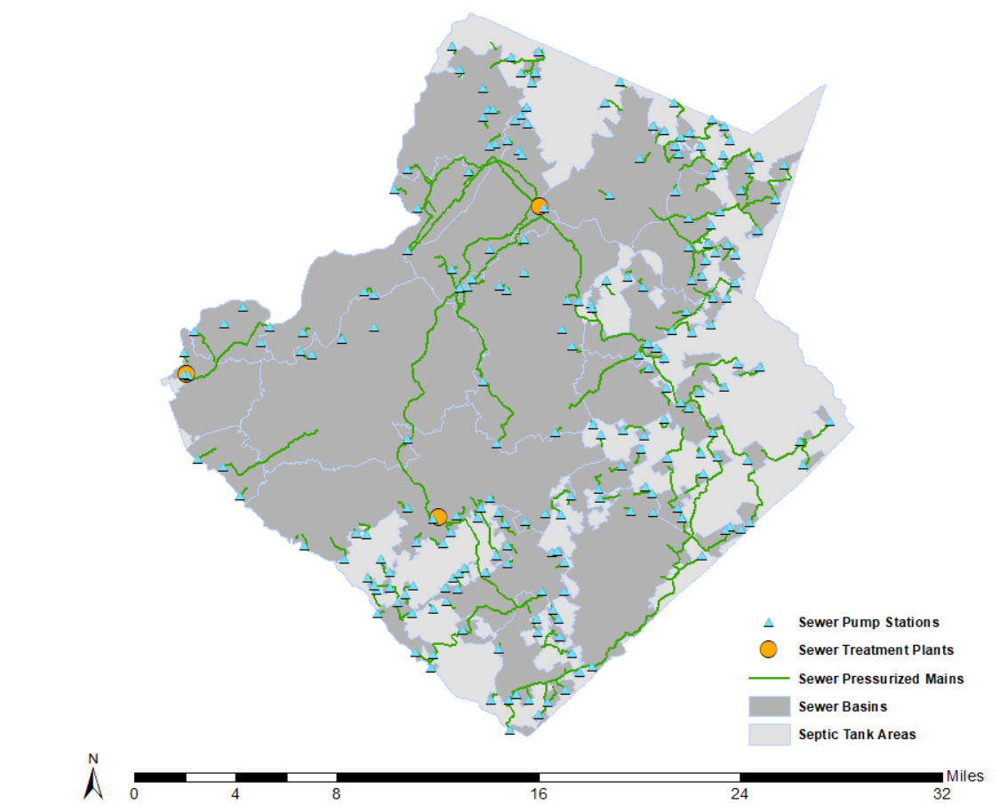 Sewer Pump Stations
Sewer Treatment Plants
Sewer Pressurized Mains
Sewer Basins
Septic Tank Areas
N
Miles
0 4 8 16 24 32